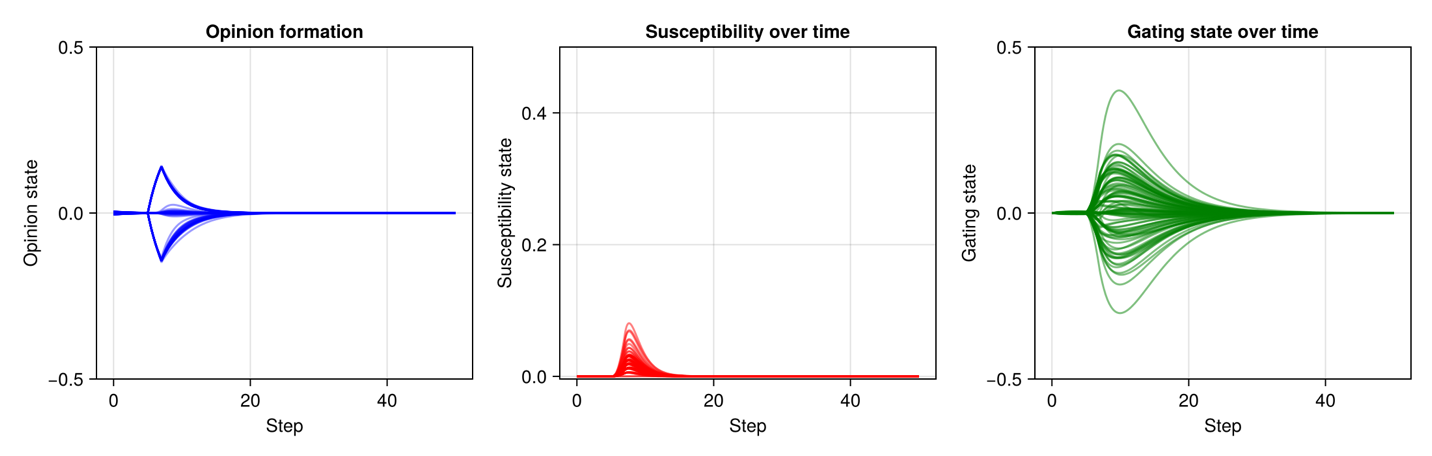 Opinion formation
0.5
0.0
−0.5
Opinion state
0
20
40
Step
Susceptibility over time
0.4
0.2
0.0
Susceptibility state
0
20
40
Step
Gating state over time
0.5
0.0
−0.5
Gating state
0
20
40
Step